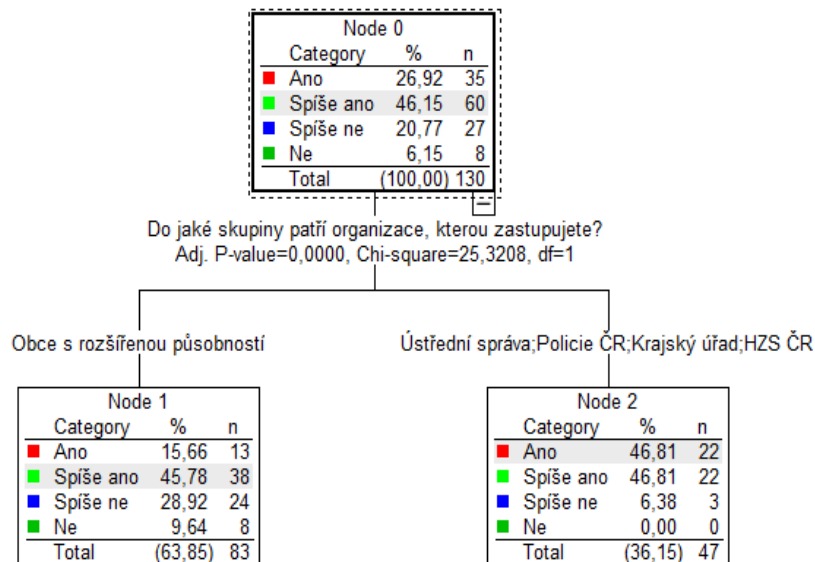 Node 0
Category % n
Ano 26,92 35
Spíše ano 46,15 60
Spíše ne 20,77 27
Ne 6,15 8
Total (100,00) 130
Do jaké skupiny patří organizace, kterou zastupujete?
Adj. P-value=0,0000, Chi-square=25,3208, df=1
Obce s rozšířenou působností
Node 1
Category % n
Ano 15,66 13
Spíše ano 45,78 38
Spíše ne 28,92 24
Ne 9,64 8
Total (63,85) 83
Ústřední správa;Policie ČR;Krajský úřad;HZS ČR
Node 2
Category % n
Ano 46,81 22
Spíše ano 46,81 22
Spíše ne 6,38 3
Ne 0,00 0
Total (36,15) 47